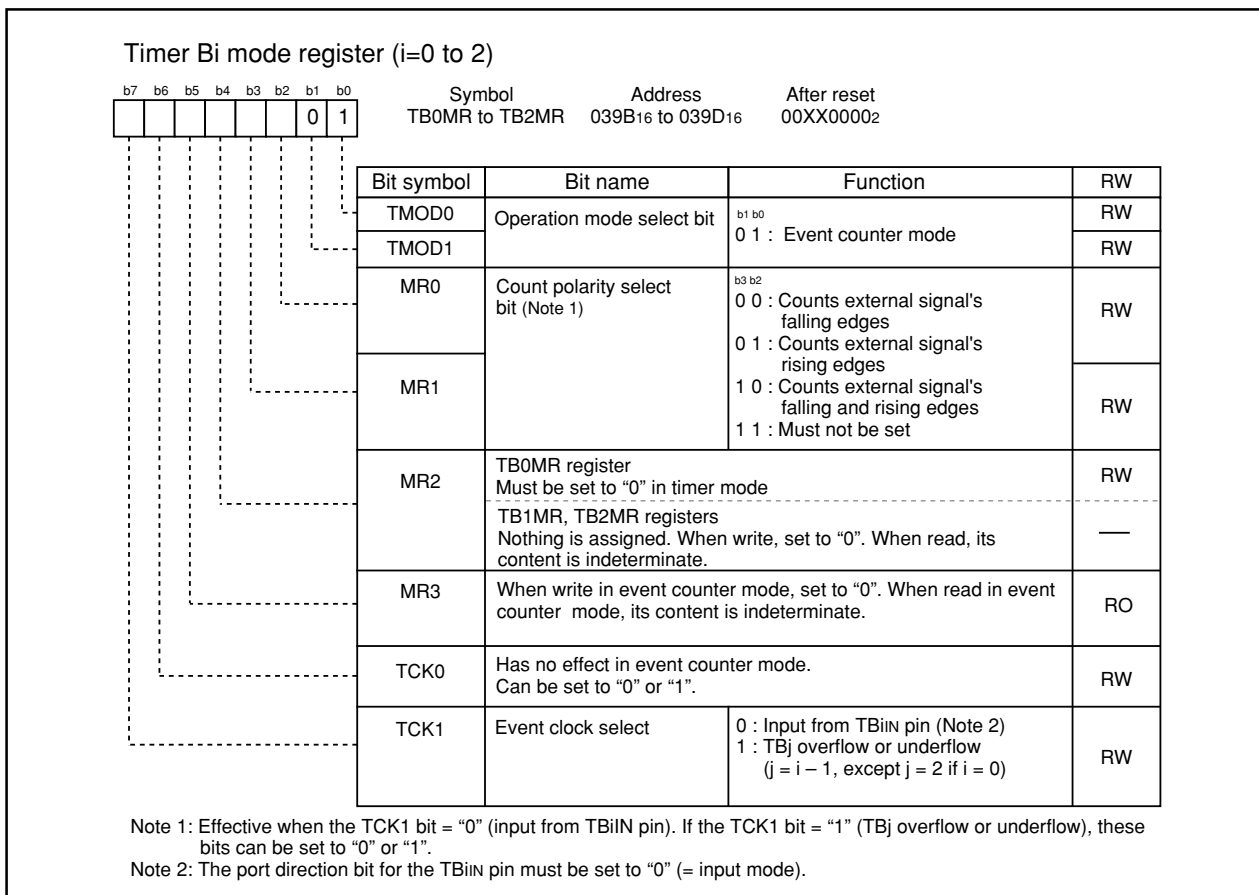 Timer Bi mode register (i=0 to 2)
b7 b6 b5 b4 b3 b2 b1 b0
0 1
Symbol Address After reset
TB0MR to TB2MR 039B16 to 039D16 00XX00002
Bit symbol Bit name Function RW
TMOD0 Operation mode select bit b1 b0 RW
0 1 : Event counter mode
TMOD1 RW
MR0 Count polarity select b3 b2 RW
bit (Note 1) 0 0 : Counts external signal's
falling edges
0 1 : Counts external signal's
rising edges
MR1 1 0 : Counts external signal's RW
falling and rising edges
1 1 : Must not be set
MR2 TB0MR register RW
Must be set to “0” in timer mode
TB1MR, TB2MR registers —
Nothing is assigned. When write, set to “0”. When read, its
content is indeterminate.
MR3 When write in event counter mode, set to “0”. When read in event RO
counter mode, its content is indeterminate.
TCK0 Has no effect in event counter mode. RW
Can be set to “0” or “1”.
TCK1 Event clock select 0 : Input from TBiIN pin (Note 2) RW
1 : TBj overflow or underflow
(j = i – 1, except j = 2 if i = 0)
Note 1: Effective when the TCK1 bit = “0” (input from TBiIN pin). If the TCK1 bit = “1” (TBj overflow or underflow), these
bits can be set to “0” or “1”.
Note 2: The port direction bit for the TBiIN pin must be set to “0” (= input mode).